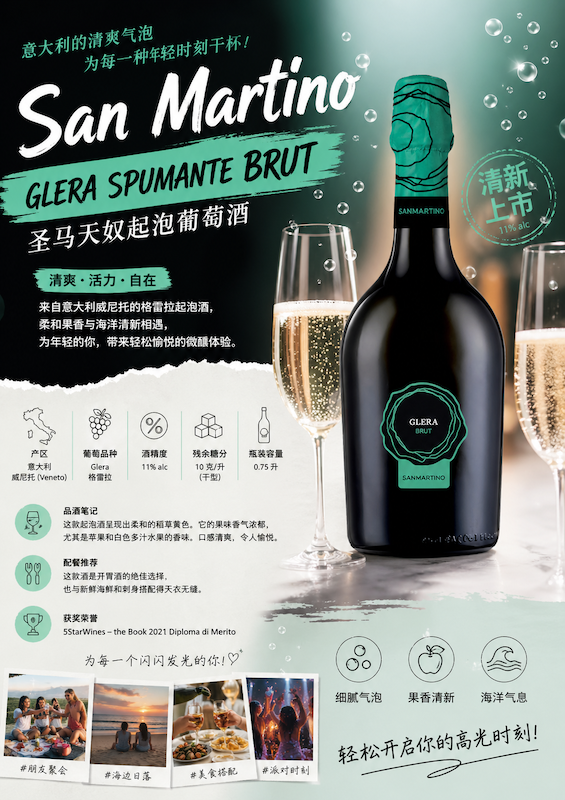 意大利的清爽气泡
为每一种年轻时刻干杯！
San Martino
GLERA SPUMANTE BRUT
圣马天奴起泡葡萄酒
清爽·活力·自在
来自意大利威尼托的格雷拉起泡酒，
柔和果香与海洋清新相遇，
为年轻的你，带来轻松愉悦的微醺体验。
清新
上市
11% alc
SANMARTINO
GLERA
BRUT
SANMARTINO
产区
意大利
威尼托 (Veneto)
葡萄品种
Glera
格雷拉
酒精度
11% alc
残余糖分
10 克/升
(干型)
瓶装容量
0.75 升
品酒笔记
这款起泡酒呈现出柔和的稻草黄色。它的果味香气浓郁，
尤其是苹果和白色多汁水果的香味。口感清爽，令人愉悦。
配餐推荐
这款酒是开胃酒的绝佳选择，
也与新鲜海鲜和刺身搭配得天衣无缝。
获奖荣誉
5StarWines – the Book 2021 Diploma di Merito
为每一个闪闪发光的你！♡
#朋友聚会
#海边日落
#美食搭配
#派对时刻
细腻气泡
果香清新
海洋气息
轻松开启你的高光时刻！